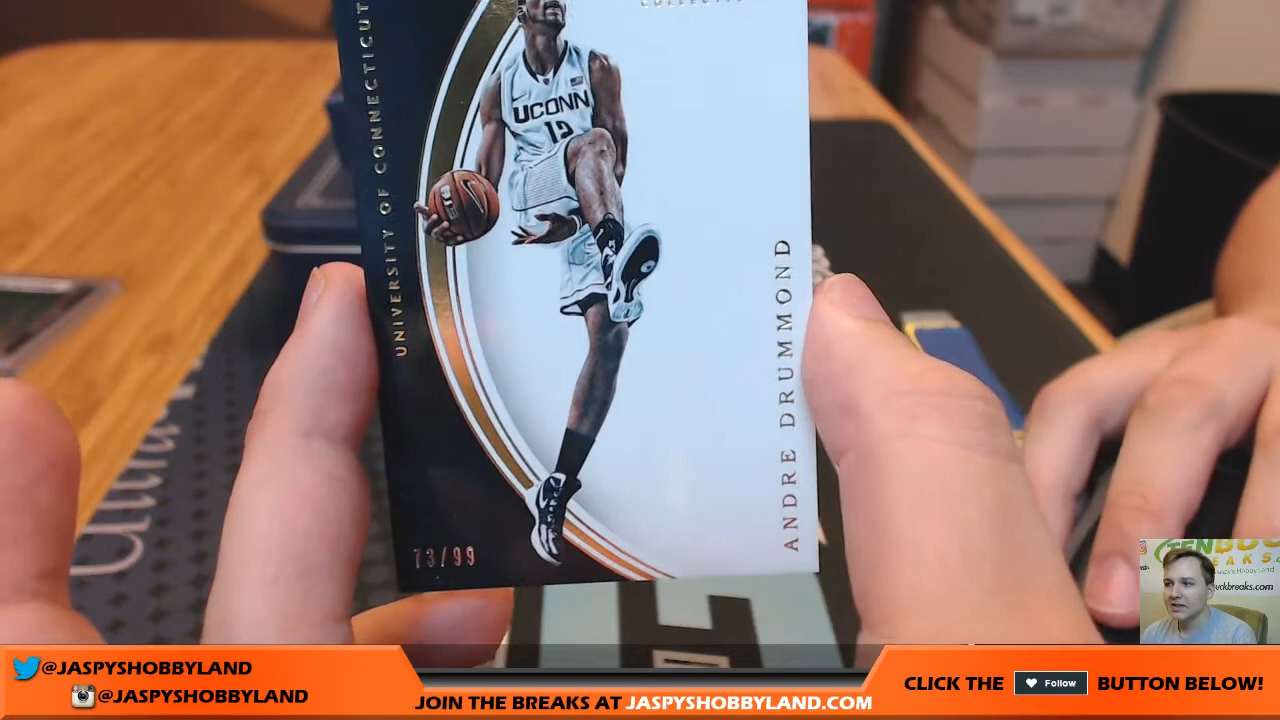 UNIVERSITY OF CONNECTICUT
UCONN
12
ANDRE DRUMMOND
73/99
@JASPYSHOBBYLAND
@JASPYSHOBBYLAND
JOIN THE BREAKS AT JASPYSHOBBYLAND.COM
CLICK THE Follow BUTTON BELOW!